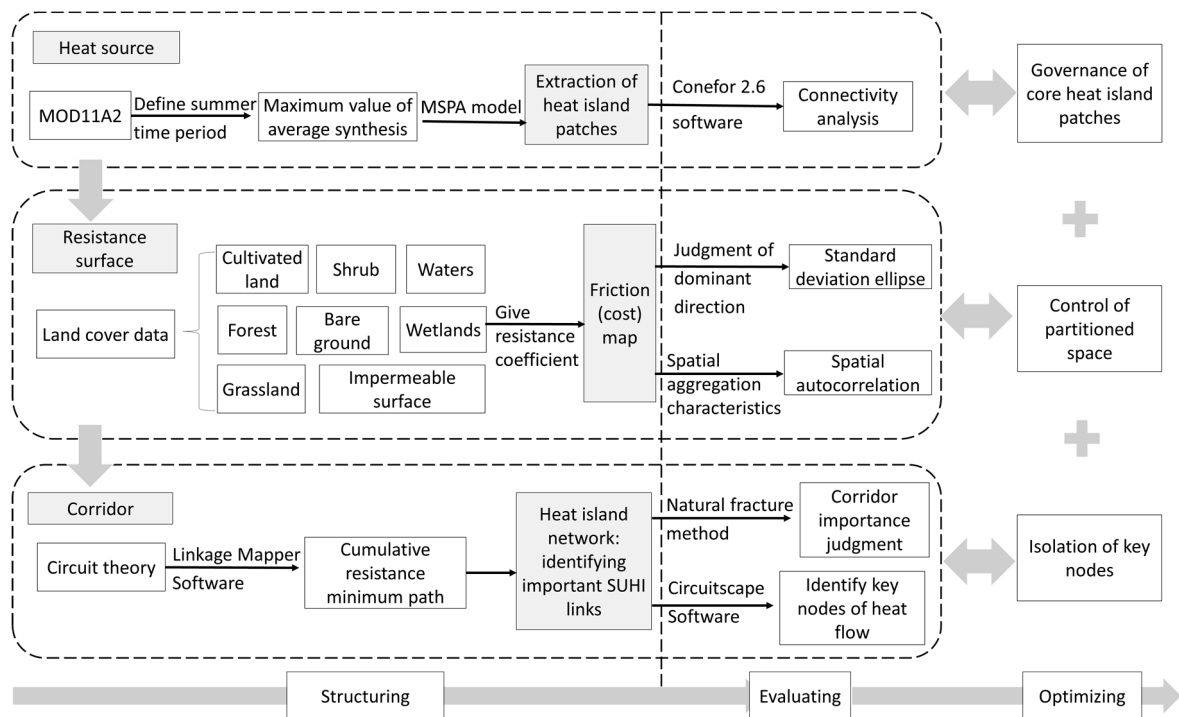 Heat source
MOD11A2
Define summer
time period
Maximum value of
average synthesis
MSPA model
Extraction of
heat island
patches
Conefor 2.6
software
Connectivity
analysis
Governance of
core heat island
patches
Resistance
surface
Land cover data
Cultivated
land
Shrub
Waters
Forest
Bare
ground
Wetlands
Grassland
Impermeable
surface
Give
resistance
coefficient
Friction
(cost)
map
Judgment of
dominant
direction
Standard
deviation ellipse
Spatial
aggregation
characteristics
Spatial
autocorrelation
Control of
partitioned
space
Corridor
Circuit theory
Linkage Mapper
Software
Cumulative
resistance
minimum path
Heat island
network:
identifying
important SUHI
links
Natural fracture
method
Corridor
importance
judgment
Circuitscape
Software
Identify key
nodes of heat
flow
Isolation of key
nodes
Structuring
Evaluating
Optimizing